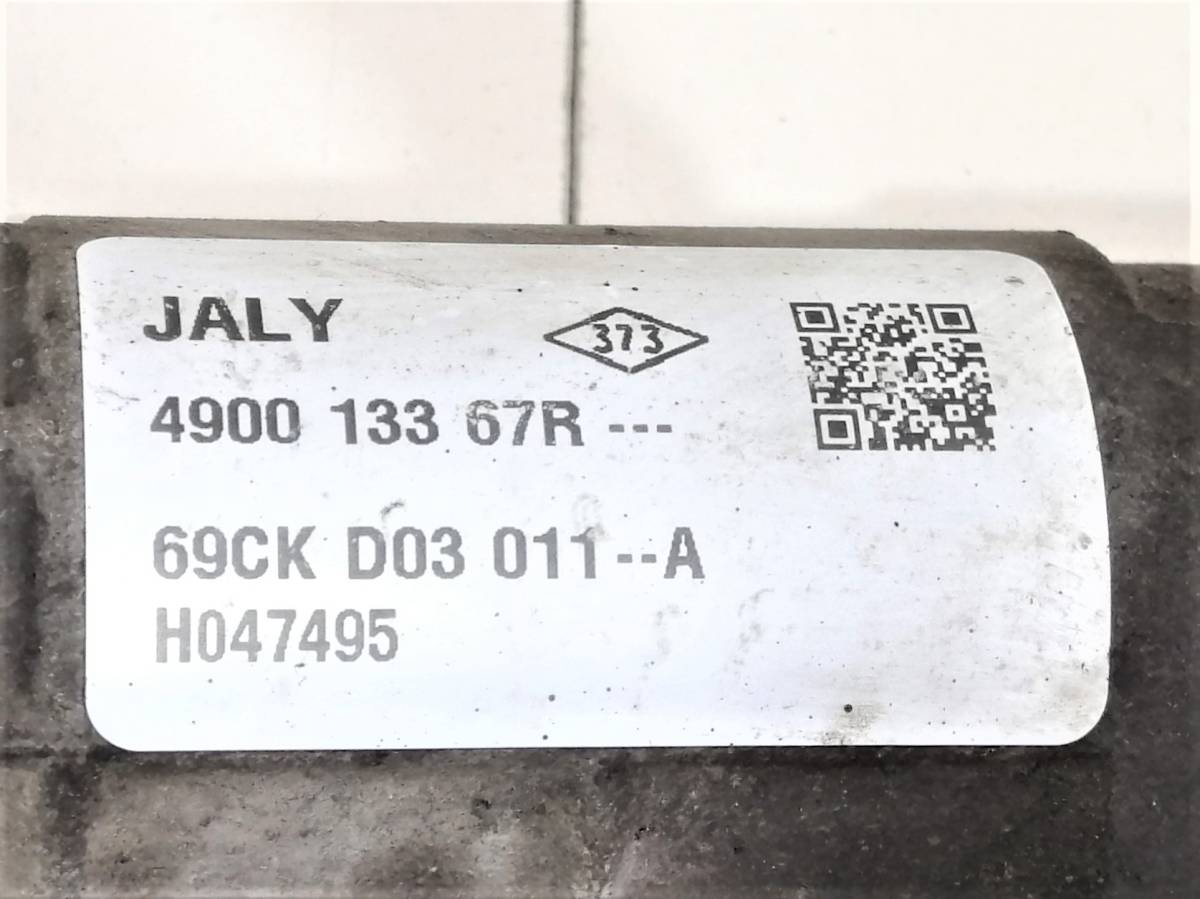 JALY
373
4900 133 67R ---
69CK D03 011--A
H047495